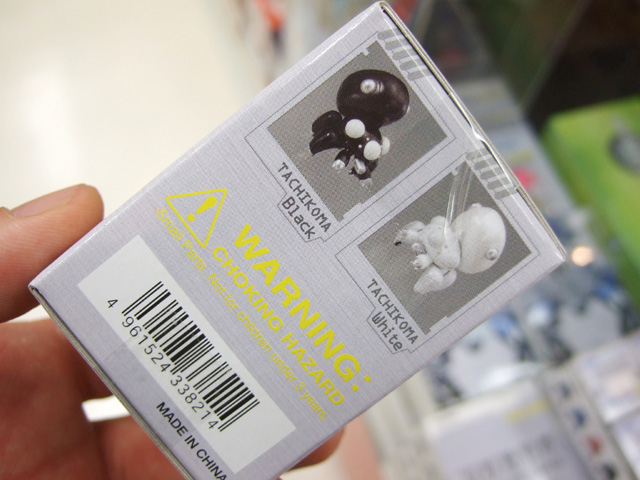 TACHIKOMA
Black
TACHIKOMA
White
WARNING:
CHOKING HAZARD
Small Parts. Not for children under 3 years.
4 961524 338214
MADE IN CHINA